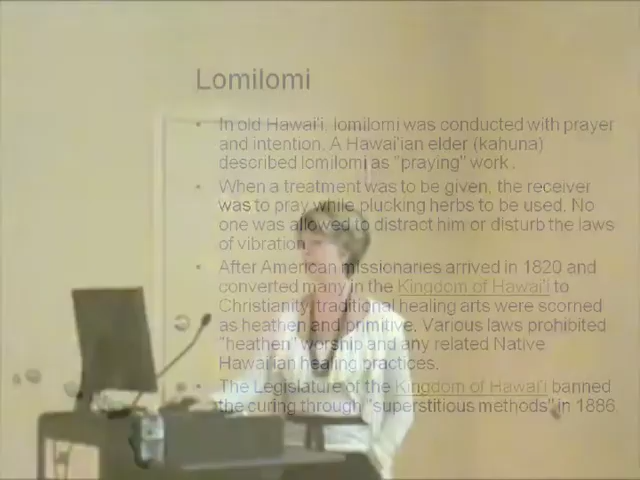 Lomilomi
• In old Hawai'i, lomilomi was conducted with prayer
and intention. A Hawai'ian elder (kahuna)
described lomilomi as "praying" work.
• When a treatment was to be given, the receiver
was to pray while plucking herbs to be used. No
one was allowed to distract him or disturb the laws
of vibration
• After American missionaries arrived in 1820 and
converted many in the Kingdom of Hawai'i to
Christianity traditional healing arts were scorned
as heathen and primitive. Various laws prohibited
"heathen" worship and any related Native
Hawai'ian healing practices.
• The Legislature of the Kingdom of Hawai'i banned
the curing through "superstitious methods" in 1886.